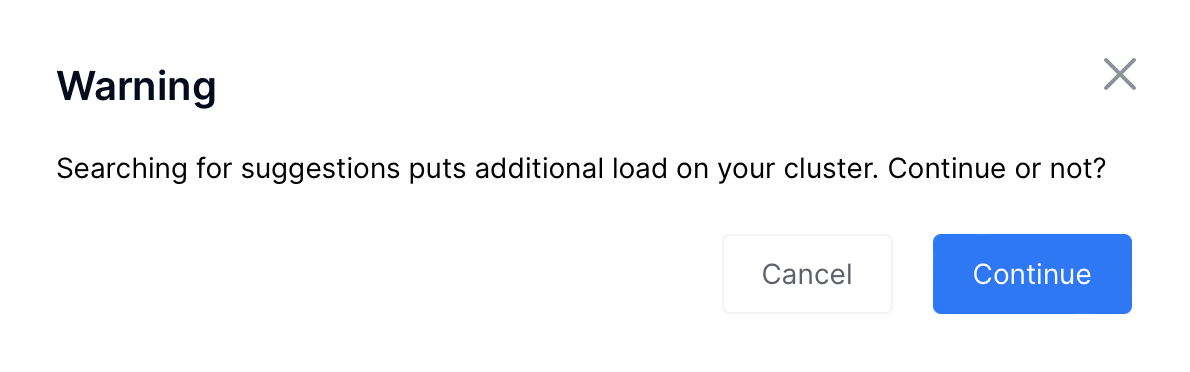 Warning
Searching for suggestions puts additional load on your cluster. Continue or not?
Cancel
Continue